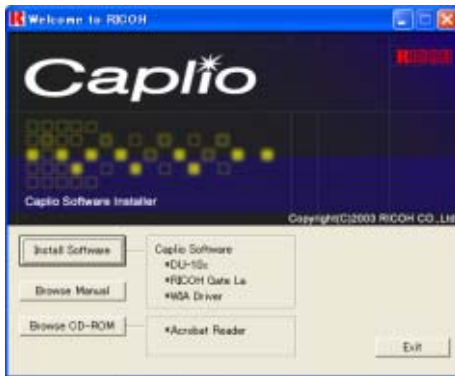 Welcome to RICOH
RICOH
Caplio
Caplio Software Installer
Copyright(C)2003 RICOH CO.,Ltd
Install Software
Caplio Software
*DU-10x
*RICOH Gate La
*WIA Driver
Browse Manual
Browse CD-ROM
*Acrobat Reader
Exit